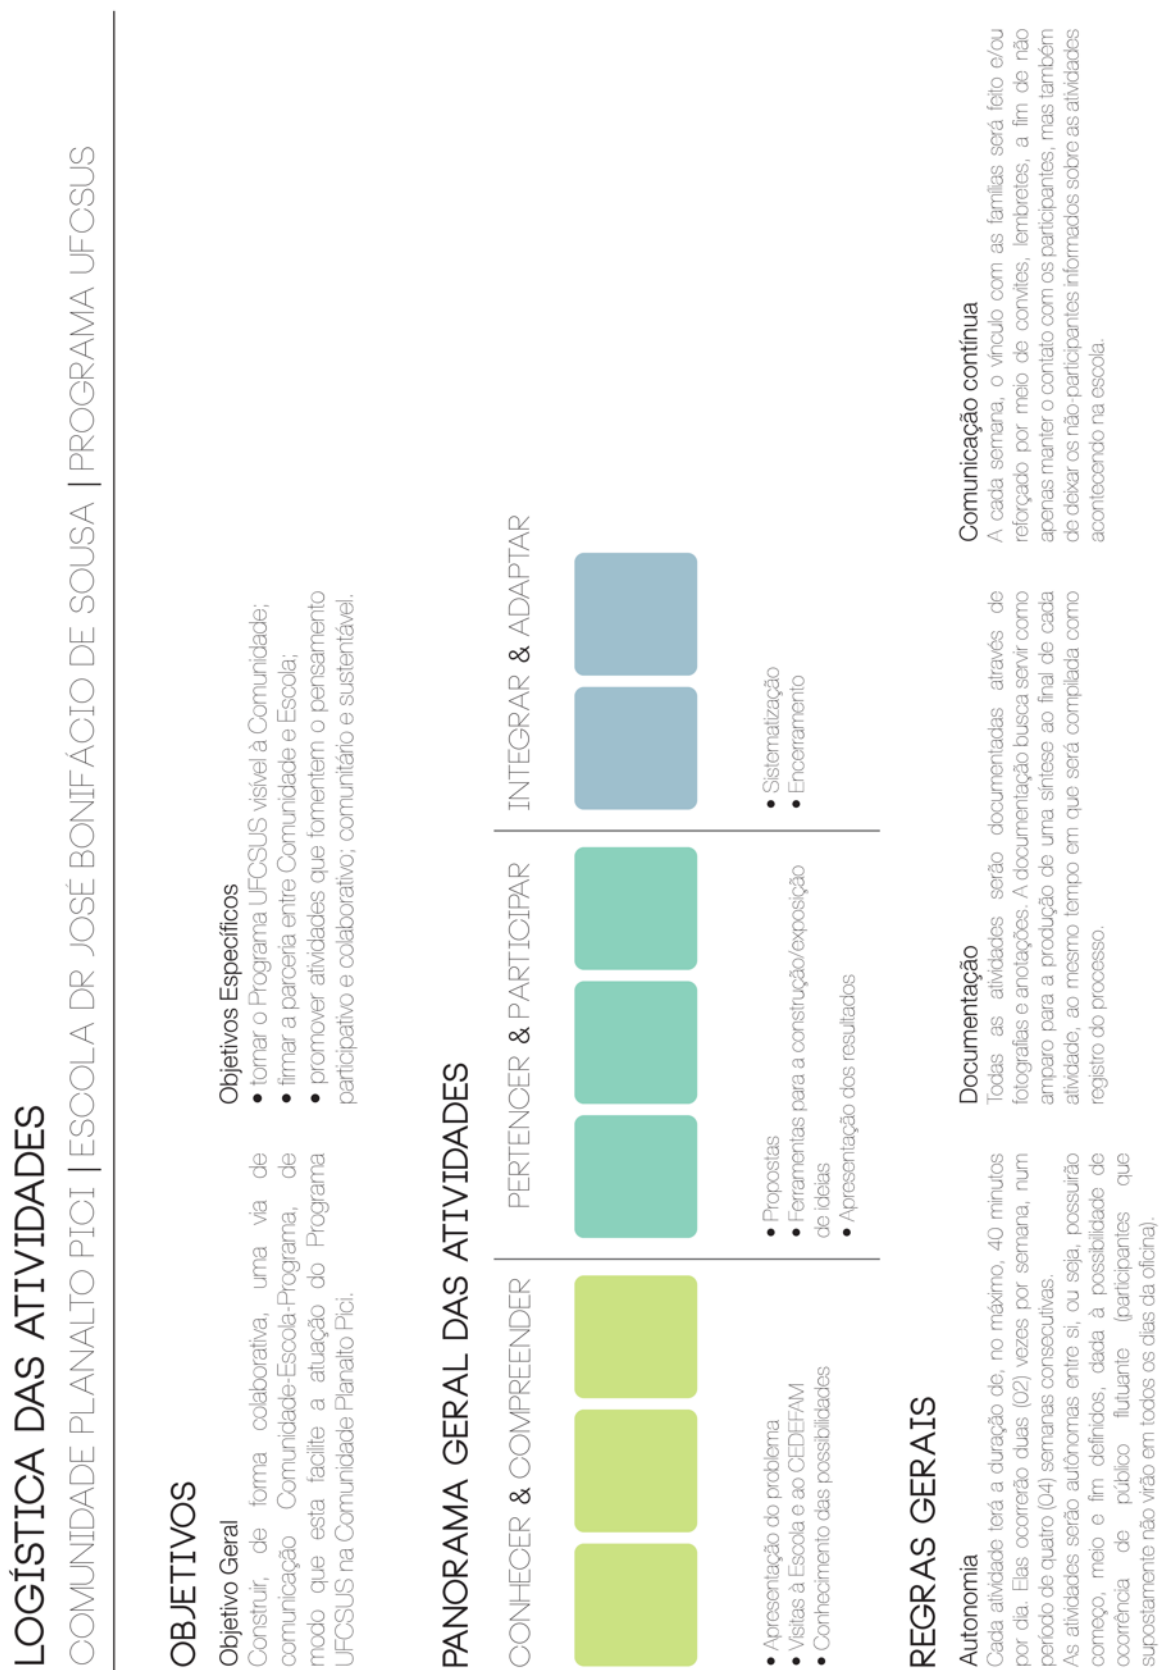 LOGÍSTICA DAS ATIVIDADES
COMUNIDADE PLANALTO PICI | ESCOLA DR JOSÉ BONIFÁCIO DE SOUSA | PROGRAMA UFCSUS
OBJETIVOS
Objetivo Geral
Construir, de forma colaborativa, uma via de
comunicação Comunidade-Escola-Programa, de
modo que esta facilite a atuação do Programa
UFCSUS na Comunidade Planalto Pici.
Objetivos Específicos
• tornar o Programa UFCSUS visível à Comunidade;
• firmar a parceria entre Comunidade e Escola;
• promover atividades que fomentem o pensamento
participativo e colaborativo; comunitário e sustentável.
PANORAMA GERAL DAS ATIVIDADES
CONHECER & COMPREENDER
• Apresentação do problema
• Visitas à Escola e ao CEDEFAM
• Conhecimento das possibilidades
PERTENCER & PARTICIPAR
• Propostas
• Ferramentas para a construção/exposição
de ideias
• Apresentação dos resultados
INTEGRAR & ADAPTAR
• Sistematização
• Encerramento
REGRAS GERAIS
Autonomia
Cada atividade terá a duração de, no máximo, 40 minutos
por dia. Elas ocorrerão duas (02) vezes por semana, num
período de quatro (04) semanas consecutivas.
As atividades serão autônomas entre si, ou seja, possuirão
começo, meio e fim definidos, dada à possibilidade de
ocorrência de público flutuante (participantes que
supostamente não virão em todos os dias da oficina).
Documentação
Todas as atividades serão documentadas através de
fotografias e anotações. A documentação busca servir como
amparo para a produção de uma síntese ao final de cada
atividade, ao mesmo tempo em que será compilada como
registro do processo.
Comunicação contínua
A cada semana, o vínculo com as famílias será feito e/ou
reforçado por meio de convites, lembretes, a fim de não
apenas manter o contato com os participantes, mas também
de deixar os não-participantes informados sobre as atividades
acontecendo na escola.